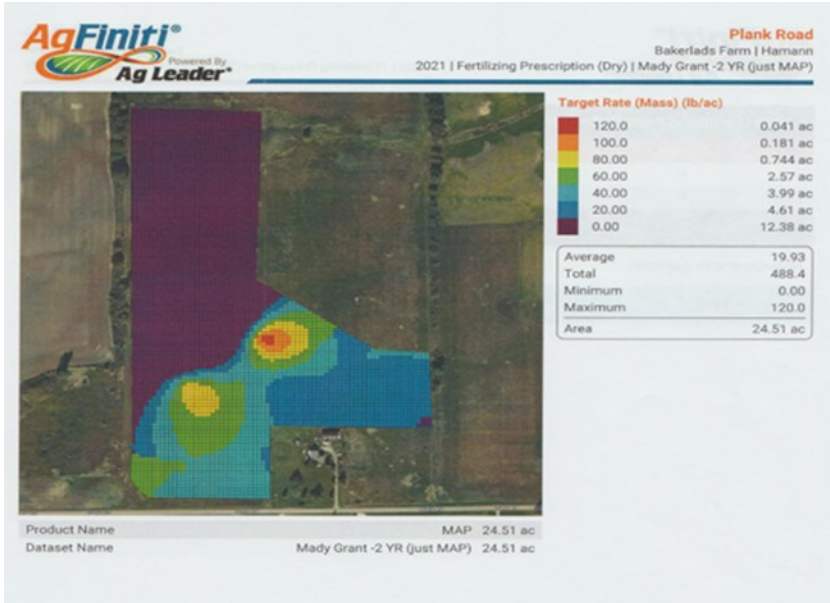 AgFiniti®
Powered By
Ag Leader®
Plank Road
Bakerlads Farm | Hamann
2021 | Fertilizing Prescription (Dry) | Mady Grant -2 YR (just MAP)
Target Rate (Mass) (lb/ac)
120.0 0.041 ac
100.0 0.181 ac
80.00 0.744 ac
60.00 2.57 ac
40.00 3.99 ac
20.00 4.61 ac
0.00 12.38 ac
Average 19.93
Total 488.4
Minimum 0.00
Maximum 120.0
Area 24.51 ac
Product Name MAP 24.51 ac
Dataset Name Mady Grant -2 YR (just MAP) 24.51 ac